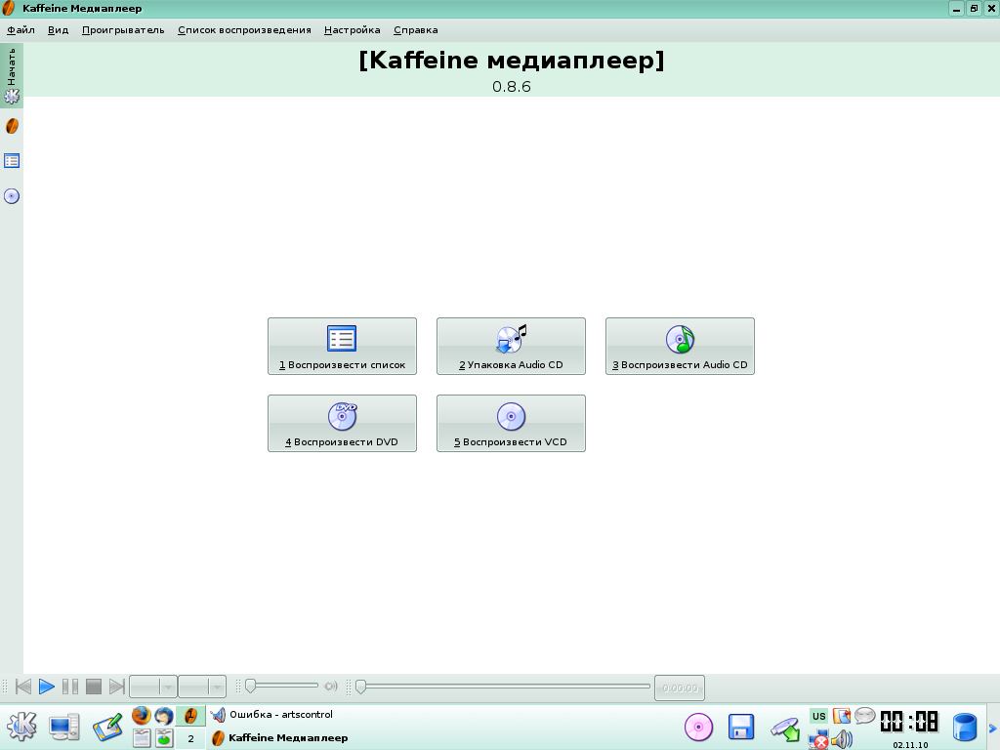 Kaffeine Медиаплеер
Файл Вид Проигрыватель Список воспроизведения Настройка Справка
Начать
[Kaffeine медиаплеер]
0.8.6
1 Воспроизвести список
2 Упаковка Audio CD
3 Воспроизвести Audio CD
DVD
4 Воспроизвести DVD
5 Воспроизвести VCD
0:00:00
Ошибка - artscontrol
2
Kaffeine Медиаплеер
US
00:08
02.11.10